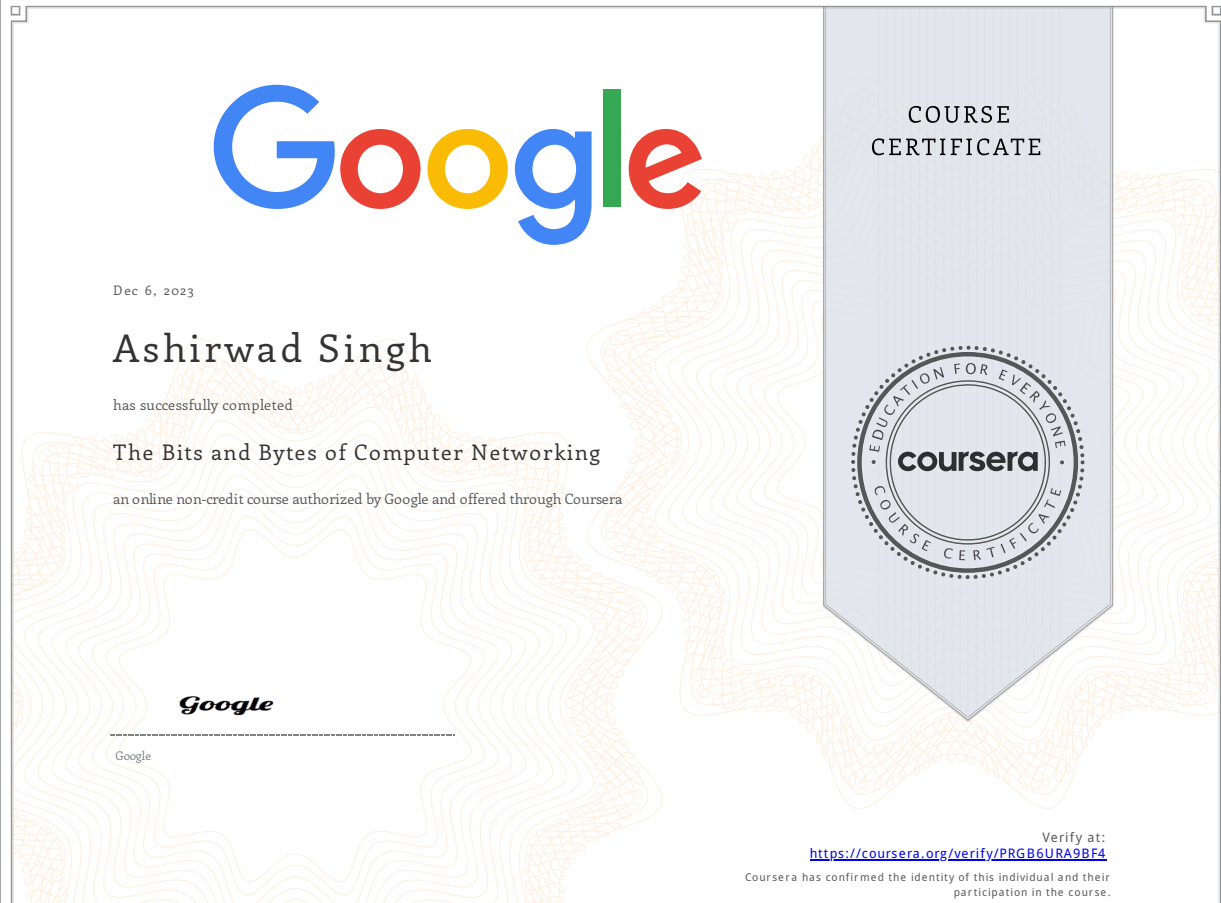 Google
COURSE
CERTIFICATE
Dec 6, 2023
Ashirwad Singh
has successfully completed
The Bits and Bytes of Computer Networking
an online non-credit course authorized by Google and offered through Coursera
EDUCATION FOR EVERYONE
coursera
COURSE CERTIFICATE
Google
Google
Verify at:
https://coursera.org/verify/PRGB6URA9BF4
Coursera has confirmed the identity of this individual and their
participation in the course.